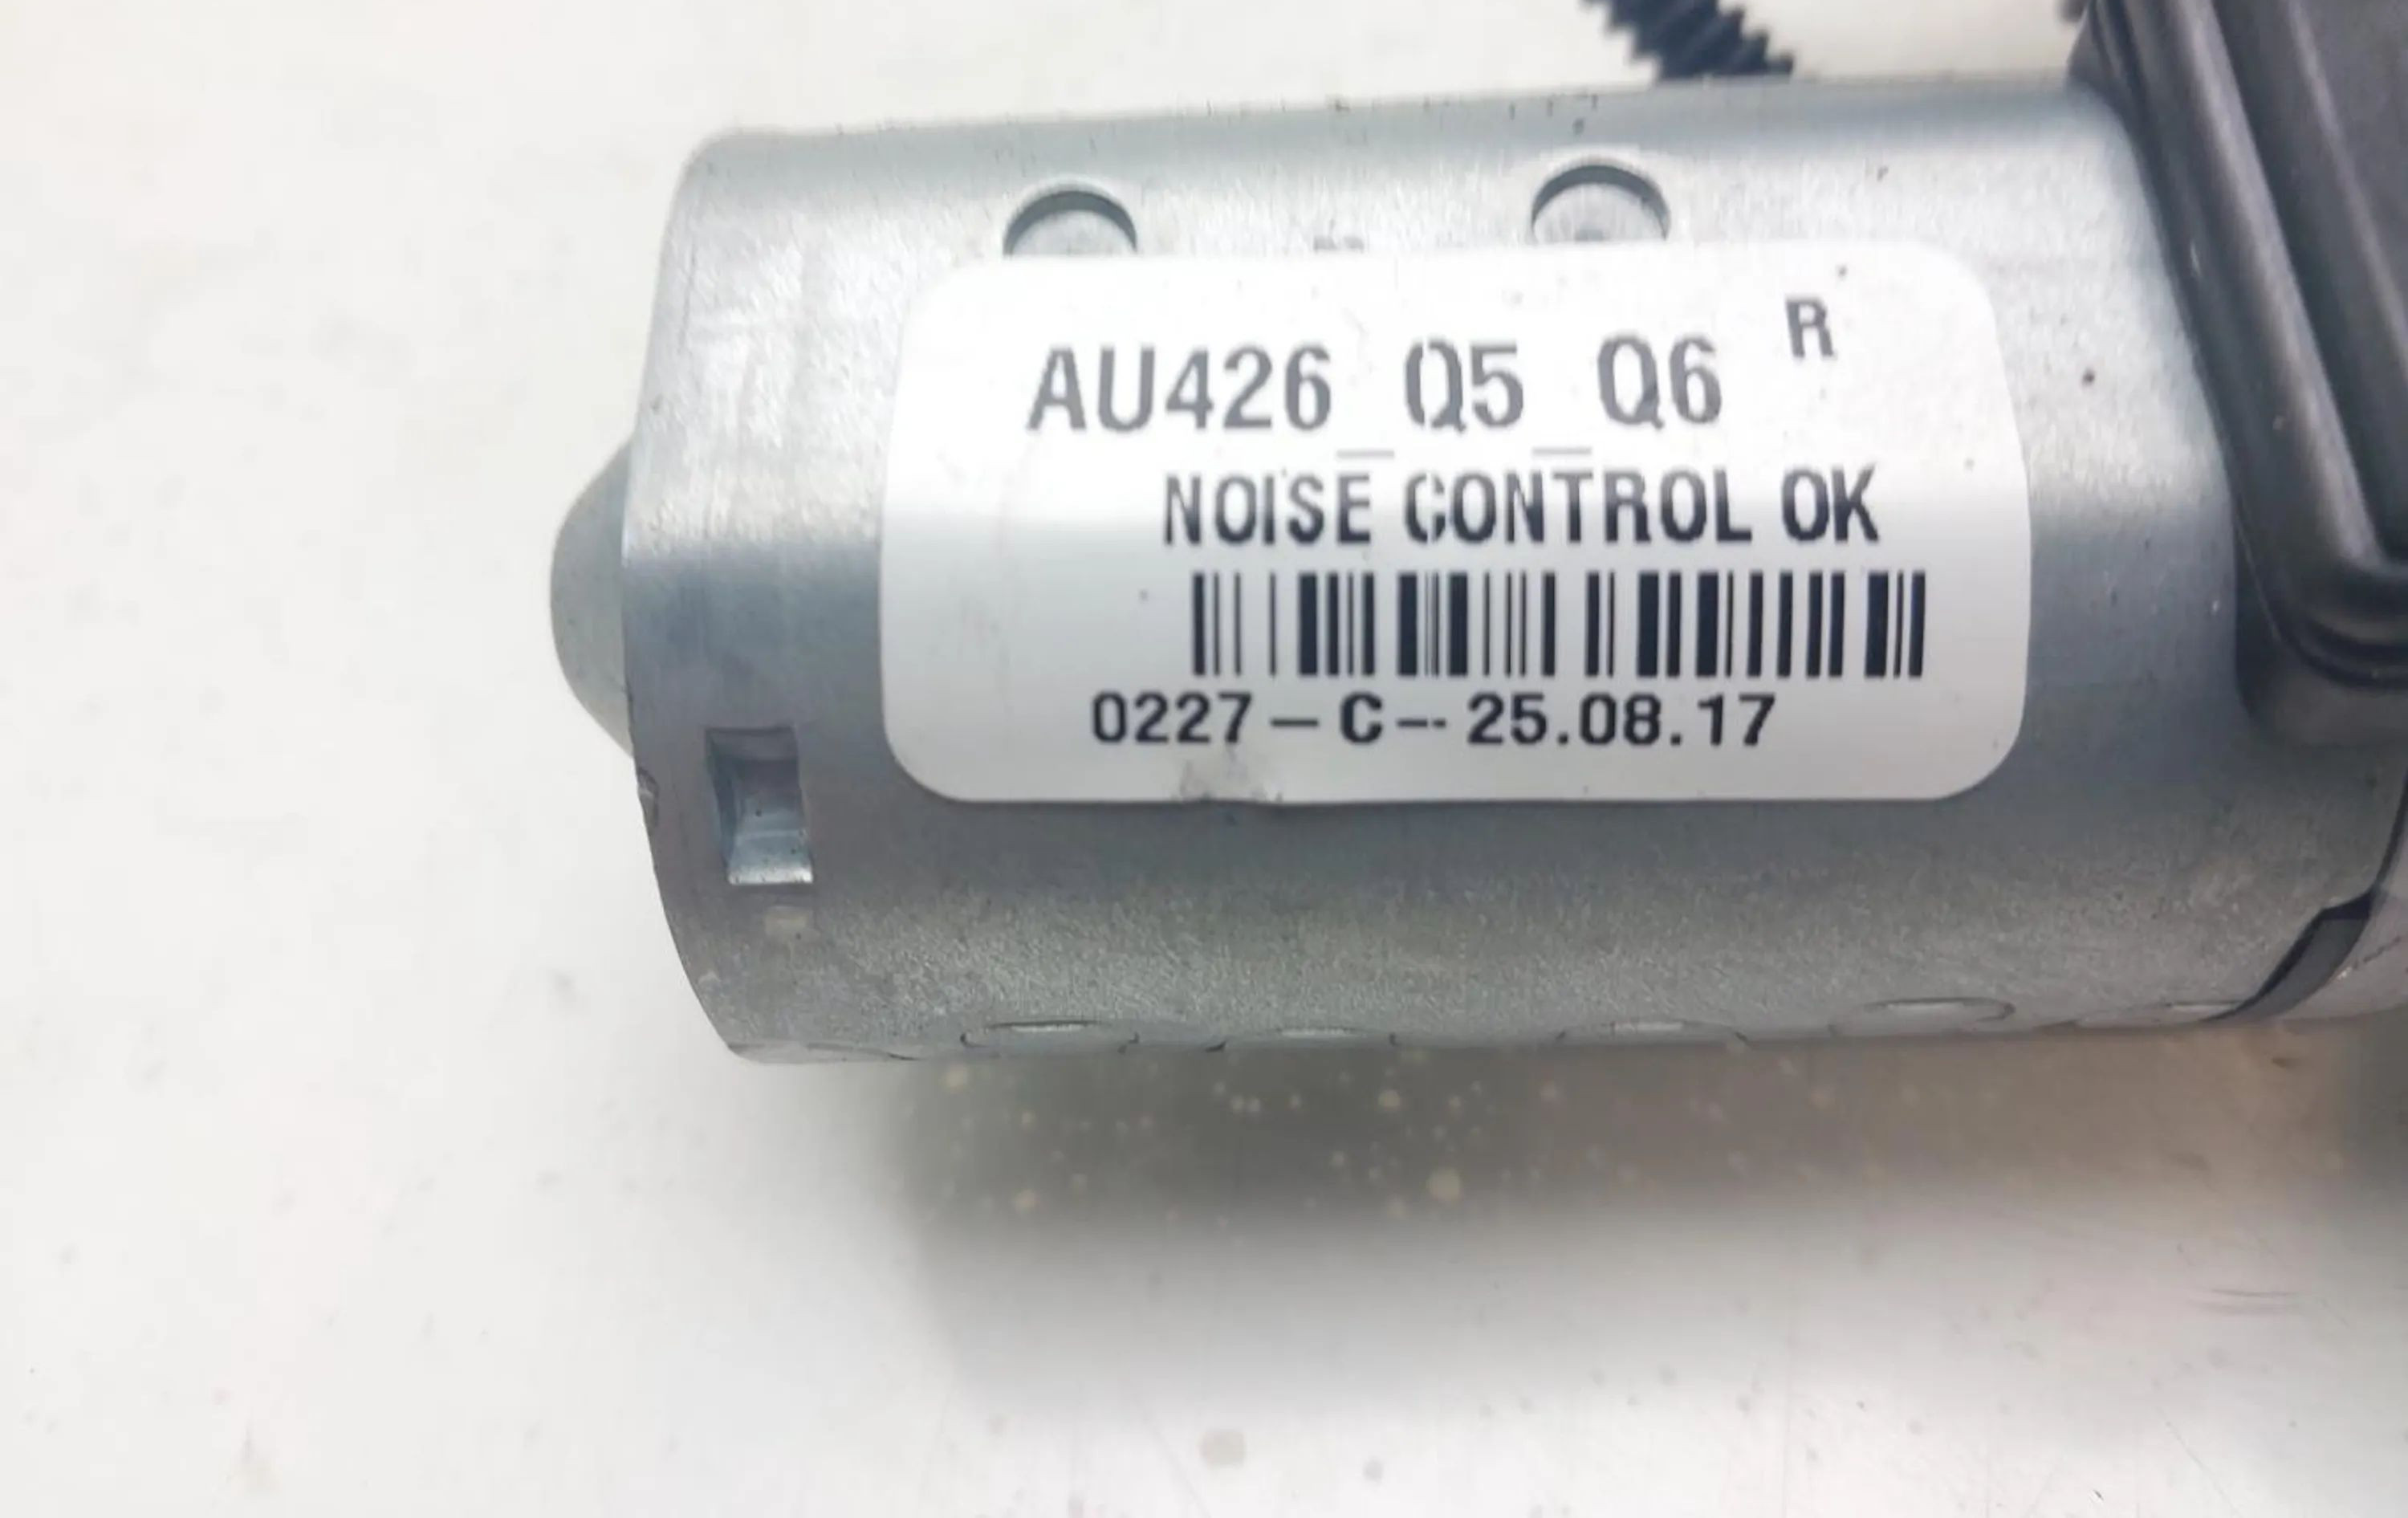 AU426_Q5_Q6 R
NOISE CONTROL OK
0227-C-25.08.17